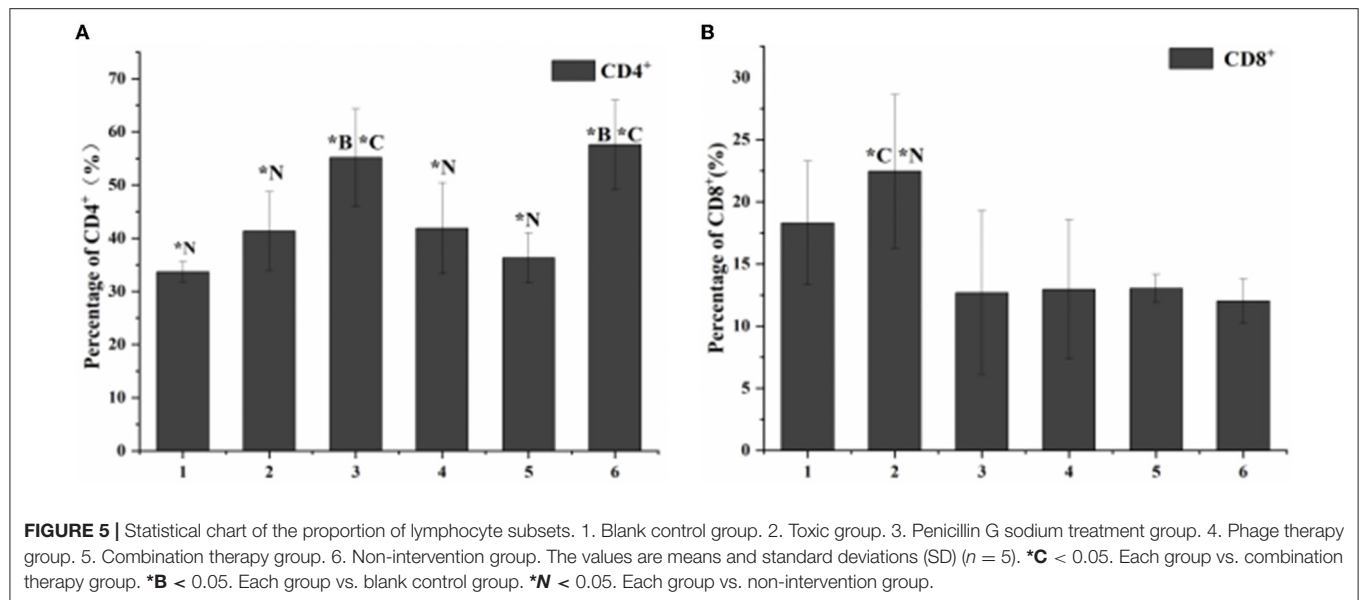 A
B
CD4+
CD8+
Percentage of CD4+ (%)
70
60
50
40
30
20
10
0
*N
*N
*B *C
*N
*N
*B *C
1 2 3 4 5 6
Percentage of CD8+(%)
30
25
20
15
10
5
0
*C *N
1 2 3 4 5 6
FIGURE 5 | Statistical chart of the proportion of lymphocyte subsets. 1. Blank control group. 2. Toxic group. 3. Penicillin G sodium treatment group. 4. Phage therapy
group. 5. Combination therapy group. 6. Non-intervention group. The values are means and standard deviations (SD) (n = 5). *C < 0.05. Each group vs. combination
therapy group. *B < 0.05. Each group vs. blank control group. *N < 0.05. Each group vs. non-intervention group.